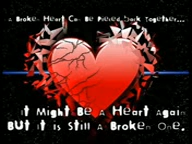 A Broken Heart Can Be Pieced Back Together...
It Might Be A Heart Again
BUT it is Still A Broken One.